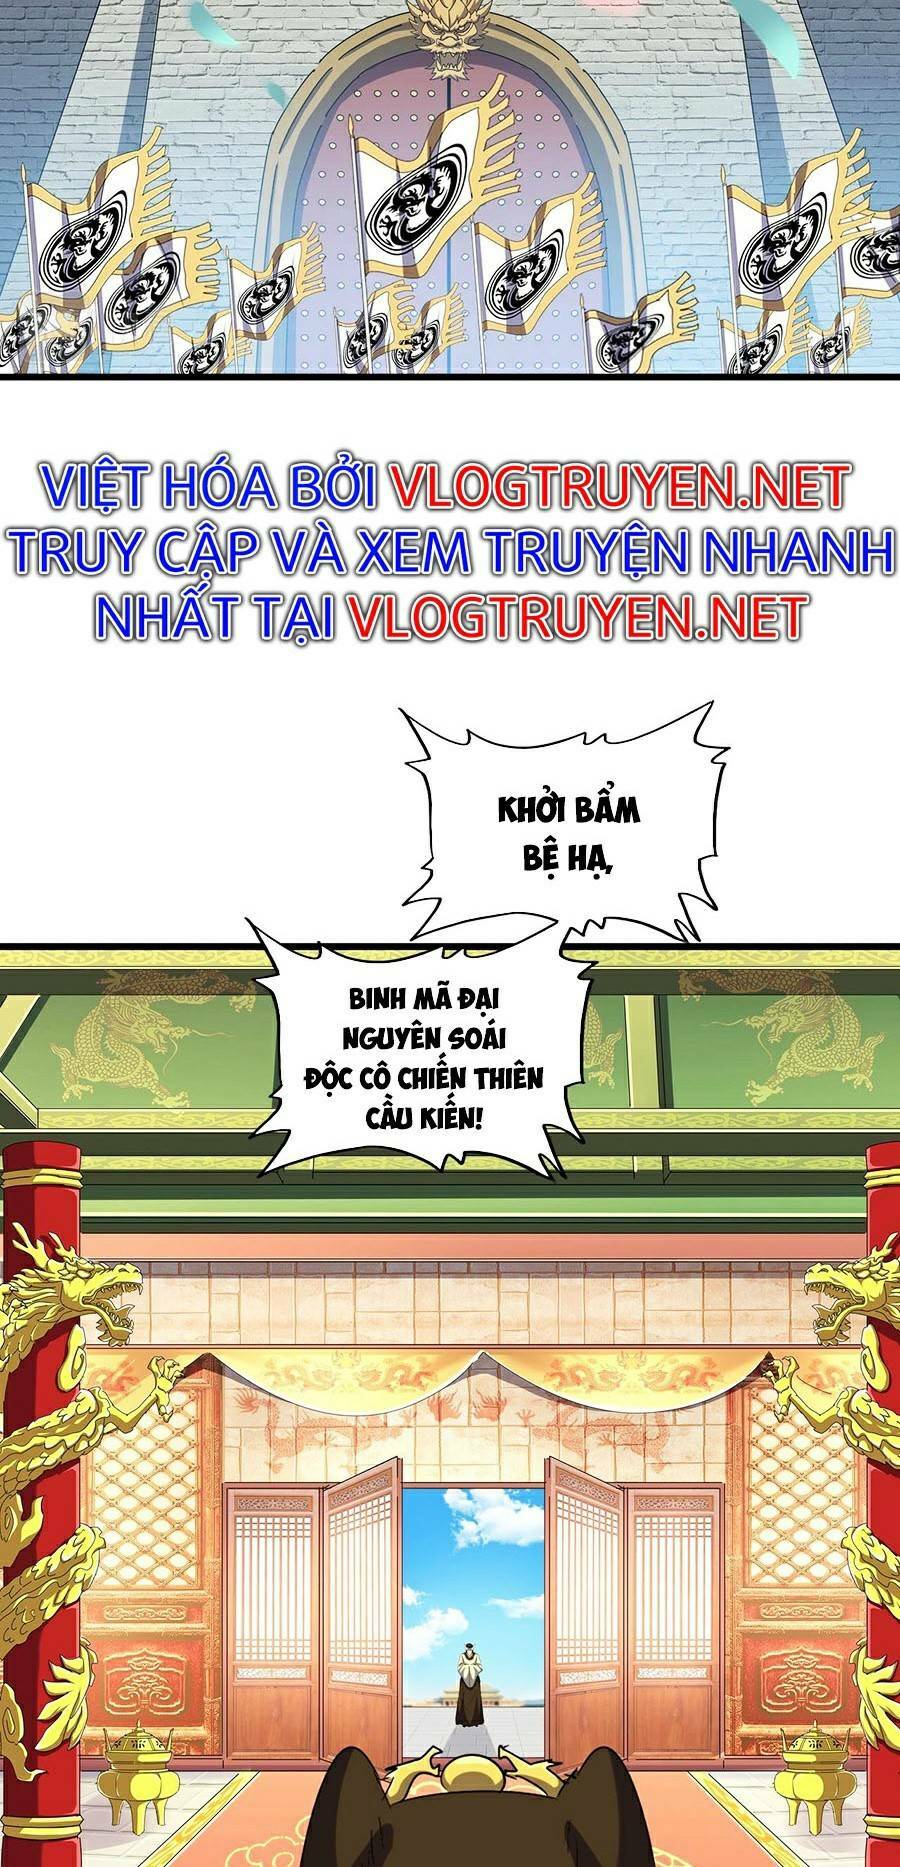 VIỆT HÓA BỞI VLOGTRUYEN.NET
TRUY CẬP VÀ XEM TRUYỆN NHANH
NHẤT TẠI VLOGTRUYEN.NET
KHỞI BẨM
BỆ HẠ,
BINH MÃ ĐẠI
NGUYÊN SOÁI
ĐỘC CÔ CHIẾN THIÊN
CẦU KIẾN!